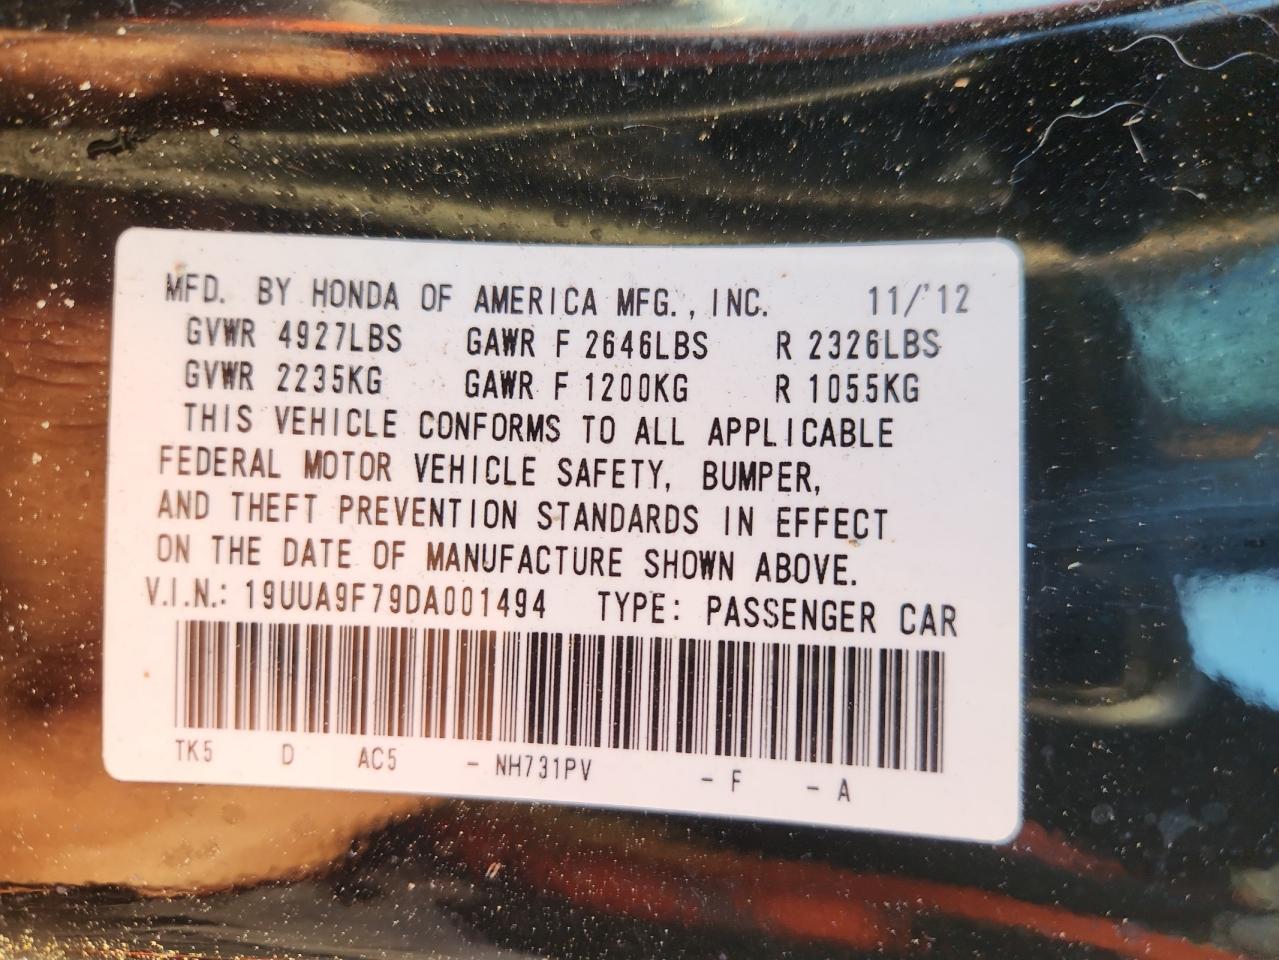 MFD. BY HONDA OF AMERICA MFG., INC. 11/'12
GVWR 4927LBS GAWR F 2646LBS R 2326LBS
GVWR 2235KG GAWR F 1200KG R 1055KG
THIS VEHICLE CONFORMS TO ALL APPLICABLE
FEDERAL MOTOR VEHICLE SAFETY, BUMPER,
AND THEFT PREVENTION STANDARDS IN EFFECT
ON THE DATE OF MANUFACTURE SHOWN ABOVE.
V.I.N.: 19UUA9F79DA001494 TYPE: PASSENGER CAR
TK5 D AC5 - NH731PV - F - A